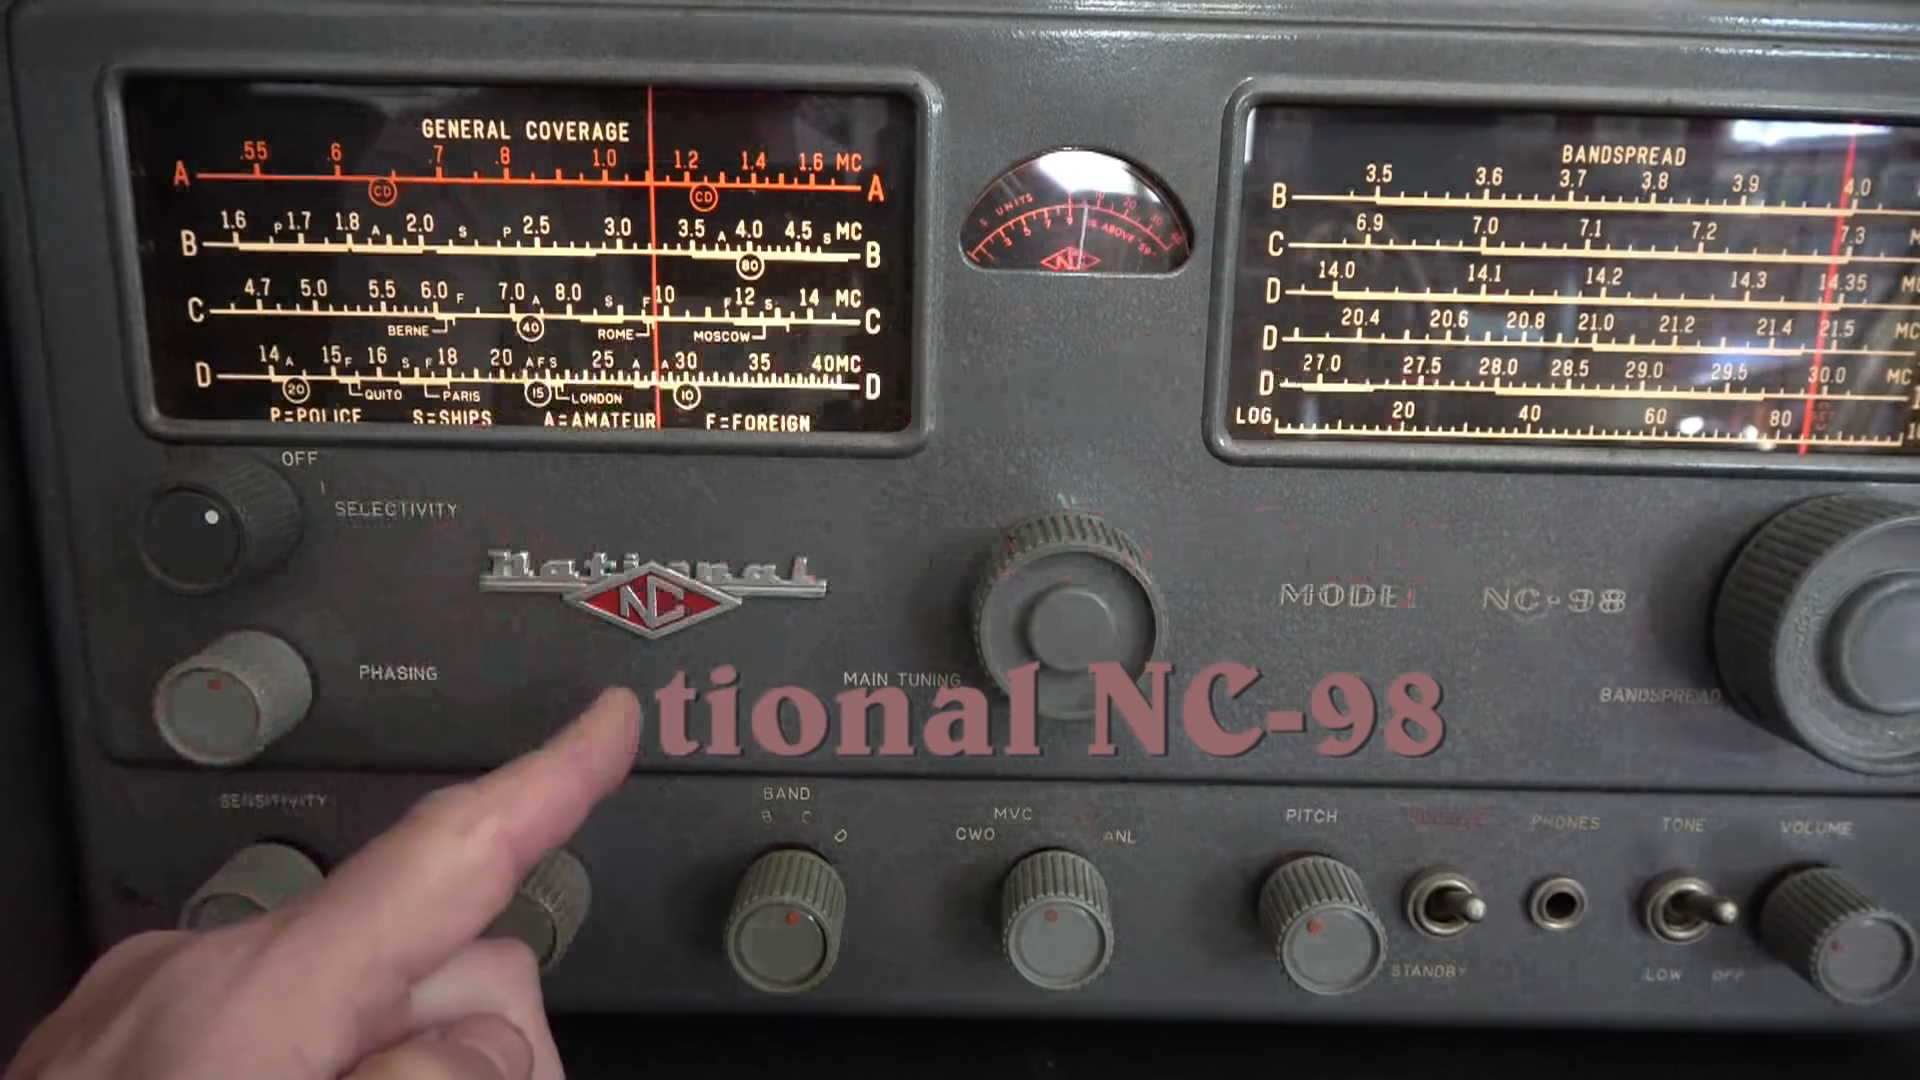 GENERAL COVERAGE
A .55 .6 .7 .8 1.0 1.2 1.4 1.6 MC A
CD CD
B 1.6 P 1.7 1.8 A 2.0 S P 2.5 3.0 3.5 A 4.0 4.5 S MC B
80
C 4.7 5.0 5.5 6.0 F 7.0 A 8.0 S F 10 F 12 S 14 MC C
BERNE 40 ROME MOSCOW
D 14 A 15 F 16 S F 18 20 A F S 25 A A 30 35 40 MC D
20 QUITO PARIS 15 LONDON 10
P=POLICE S=SHIPS A=AMATEUR F=FOREIGN
S UNITS
3 5 7 9
DB ABOVE S9
NC
BANDSPREAD
B 3.5 3.6 3.7 3.8 3.9 4.0
C 6.9 7.0 7.1 7.2 7.3
D 14.0 14.1 14.2 14.3 14.35
D 20.4 20.6 20.8 21.0 21.2 21.4 21.5 MC
D 27.0 27.5 28.0 28.5 29.0 29.5 30.0 MC
LOG 20 40 60 80
OFF
1
SELECTIVITY
National
NC
MODEL NC-98
PHASING
MAIN TUNING
BANDSPREAD
tional NC-98
SENSITIVITY
BAND
B C D
MVC
CWO ANL
PITCH
PHONES
TONE
VOLUME
STANDBY
LOW OFF